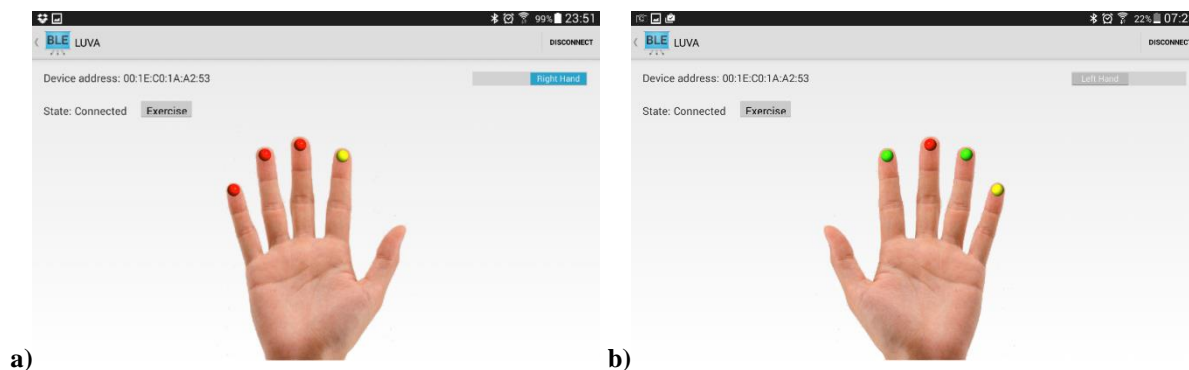 99% 23:51
BLE LUVA
DISCONNECT
Device address: 00:1E:C0:1A:A2:53
Right Hand
State: Connected
Exercise
a)
22% 07:2
BLE LUVA
DISCONNECT
Device address: 00:1E:C0:1A:A2:53
Left Hand
State: Connected
Exercise
b)